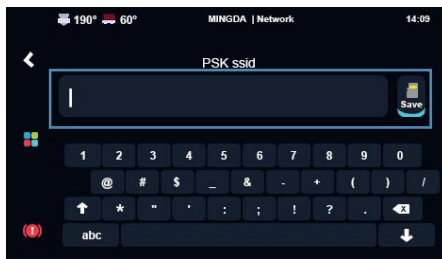 190° 60° MINGDA | Network 14:09
PSK ssid
Save
1 2 3 4 5 6 7 8 9 0
@ # $ _ & - + ( ) /
* " ' : ; ! ? .
abc